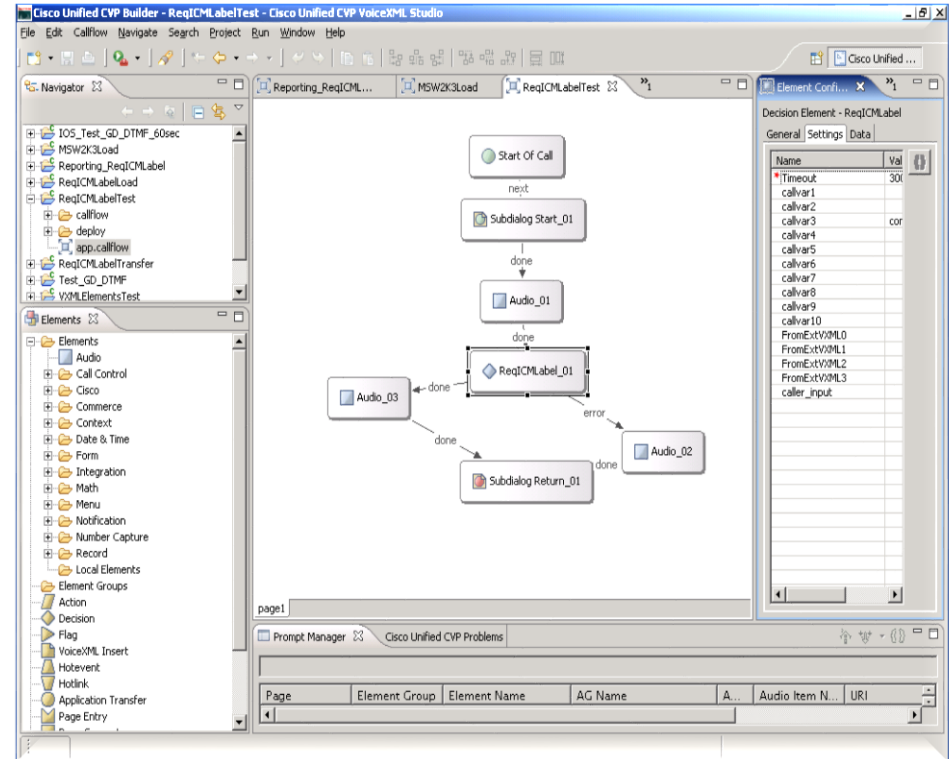 Cisco Unified CVP Builder - ReqICMLabelTest - Cisco Unified CVP VoiceXML Studio
File Edit Callflow Navigate Search Project Run Window Help
Cisco Unified ...
Navigator
IOS_Test_GD_DTMF_60sec
MSW2K3Load
Reporting_ReqICMLabel
ReqICMLabelLoad
ReqICMLabelTest
callflow
deploy
app.callflow
ReqICMLabelTransfer
Test_GD_DTMF
VXMLElementsTest
Elements
Elements
Audio
Call Control
Cisco
Commerce
Context
Date & Time
Form
Integration
Math
Menu
Notification
Number Capture
Record
Local Elements
Element Groups
Action
Decision
Flag
VoiceXML Insert
Hotevent
Hotlink
Application Transfer
Page Entry
Reporting_ReqICML... MSW2K3Load ReqICMLabelTest »1
Start Of Call
next
Subdialog Start_01
done
Audio_01
done
ReqICMLabel_01
done
Audio_03
error
done
Audio_02
done
Subdialog Return_01
page1
Element Confi... »1
Decision Element - ReqICMLabel
General Settings Data
Name Val
*Timeout 300
callvar1
callvar2
callvar3 cor
callvar4
callvar5
callvar6
callvar7
callvar8
callvar9
callvar10
FromExtVXML0
FromExtVXML1
FromExtVXML2
FromExtVXML3
caller_input
Prompt Manager Cisco Unified CVP Problems
Page Element Group Element Name AG Name A... Audio Item N... URI